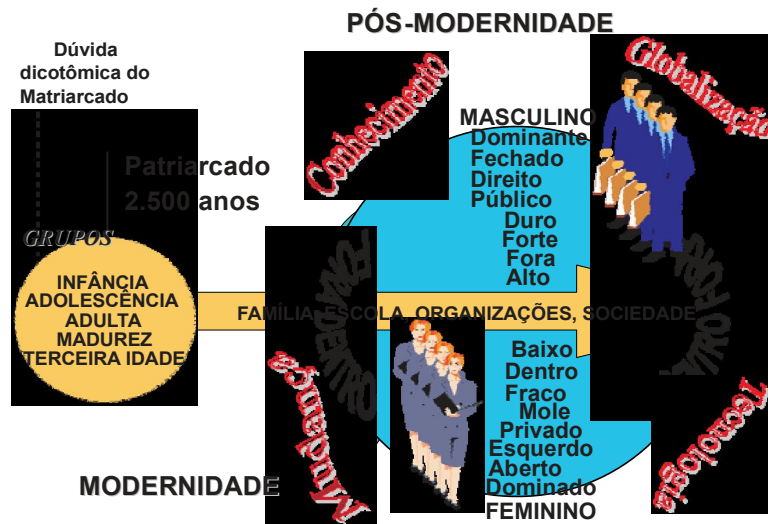 PÓS-MODERNIDADE
Dúvida
dicotômica do
Matriarcado
Patriarcado
2.500 anos
GRUPOS
INFÂNCIA
ADOLESCÊNCIA
ADULTA
MADUREZ
TERCEIRA IDADE
Conhecimento
Globalização
MASCULINO
Dominante
Fechado
Direito
Público
Duro
Forte
Fora
Alto
FAMÍLIA, ESCOLA, ORGANIZAÇÕES, SOCIEDADE
Baixo
Dentro
Fraco
Mole
Privado
Esquerdo
Aberto
Dominado
FEMININO
Mudança
Tecnologia
MODERNIDADE